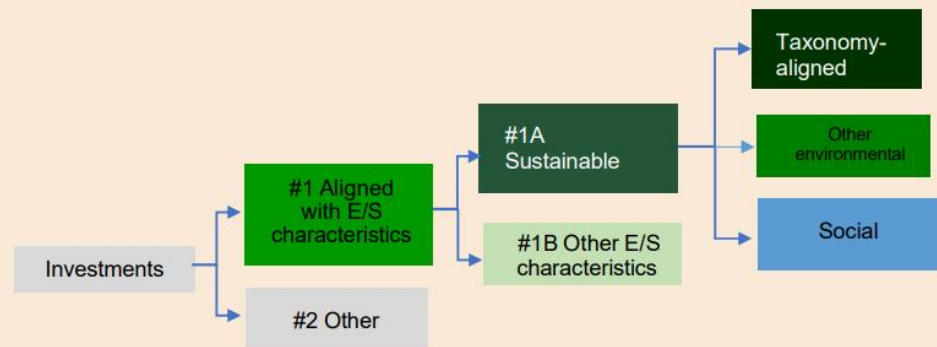 Investments
#1 Aligned
with E/S
characteristics
#2 Other
#1A
Sustainable
#1B Other E/S
characteristics
Taxonomy-
aligned
Other
environmental
Social